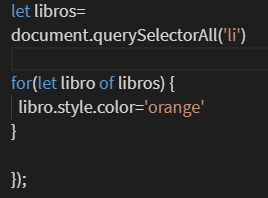 let libros=
document.querySelectorAll('li')
for(let libro of libros) {
libro.style.color='orange'
}
});